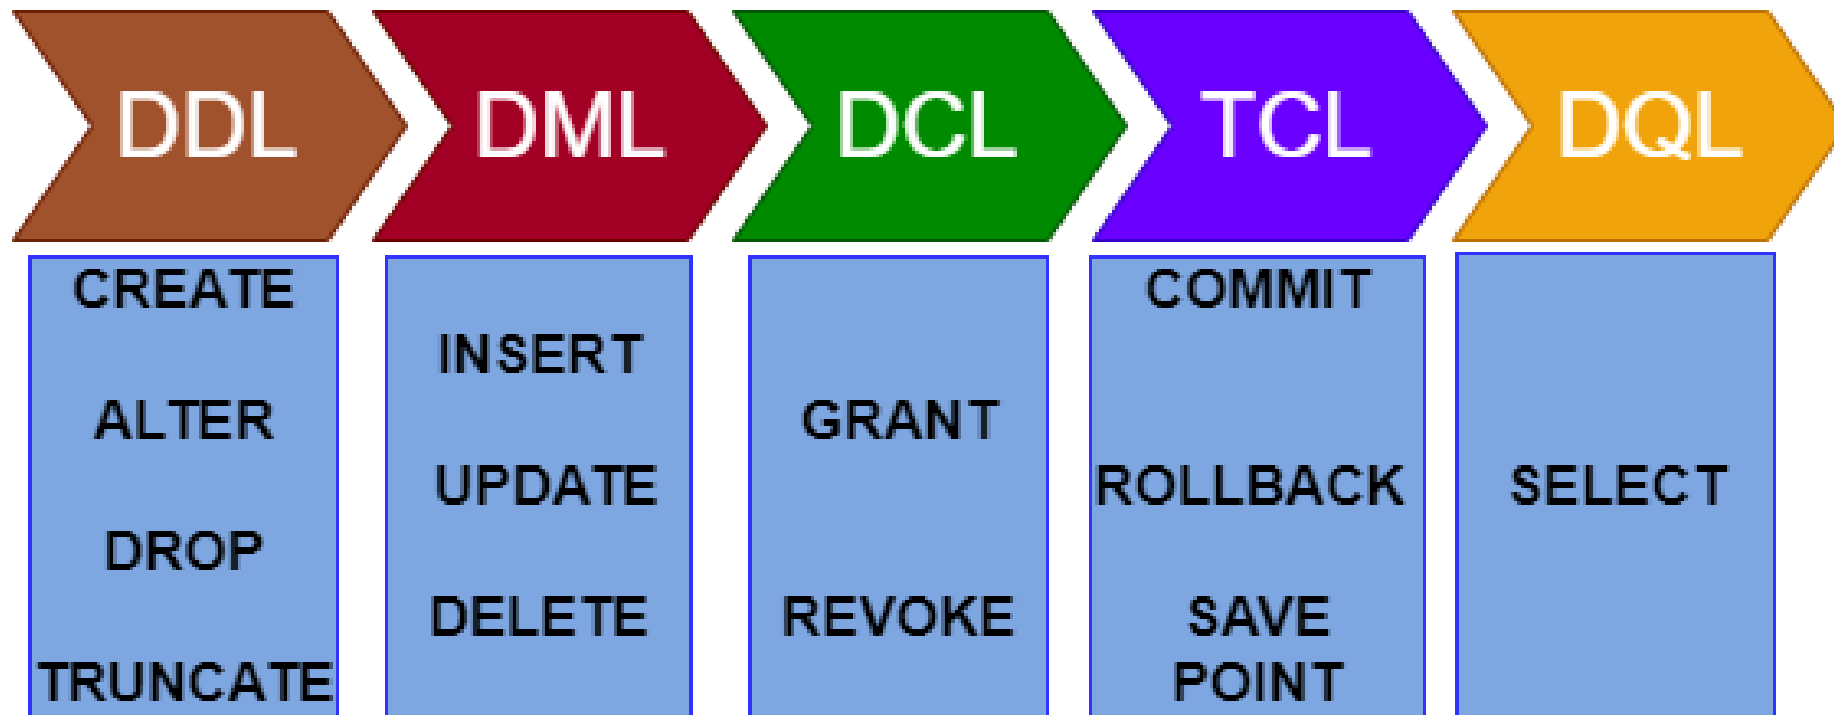 DDL
DML
DCL
TCL
DQL
CREATE
ALTER
DROP
TRUNCATE
INSERT
UPDATE
DELETE
GRANT
REVOKE
COMMIT
ROLLBACK
SAVE
POINT
SELECT